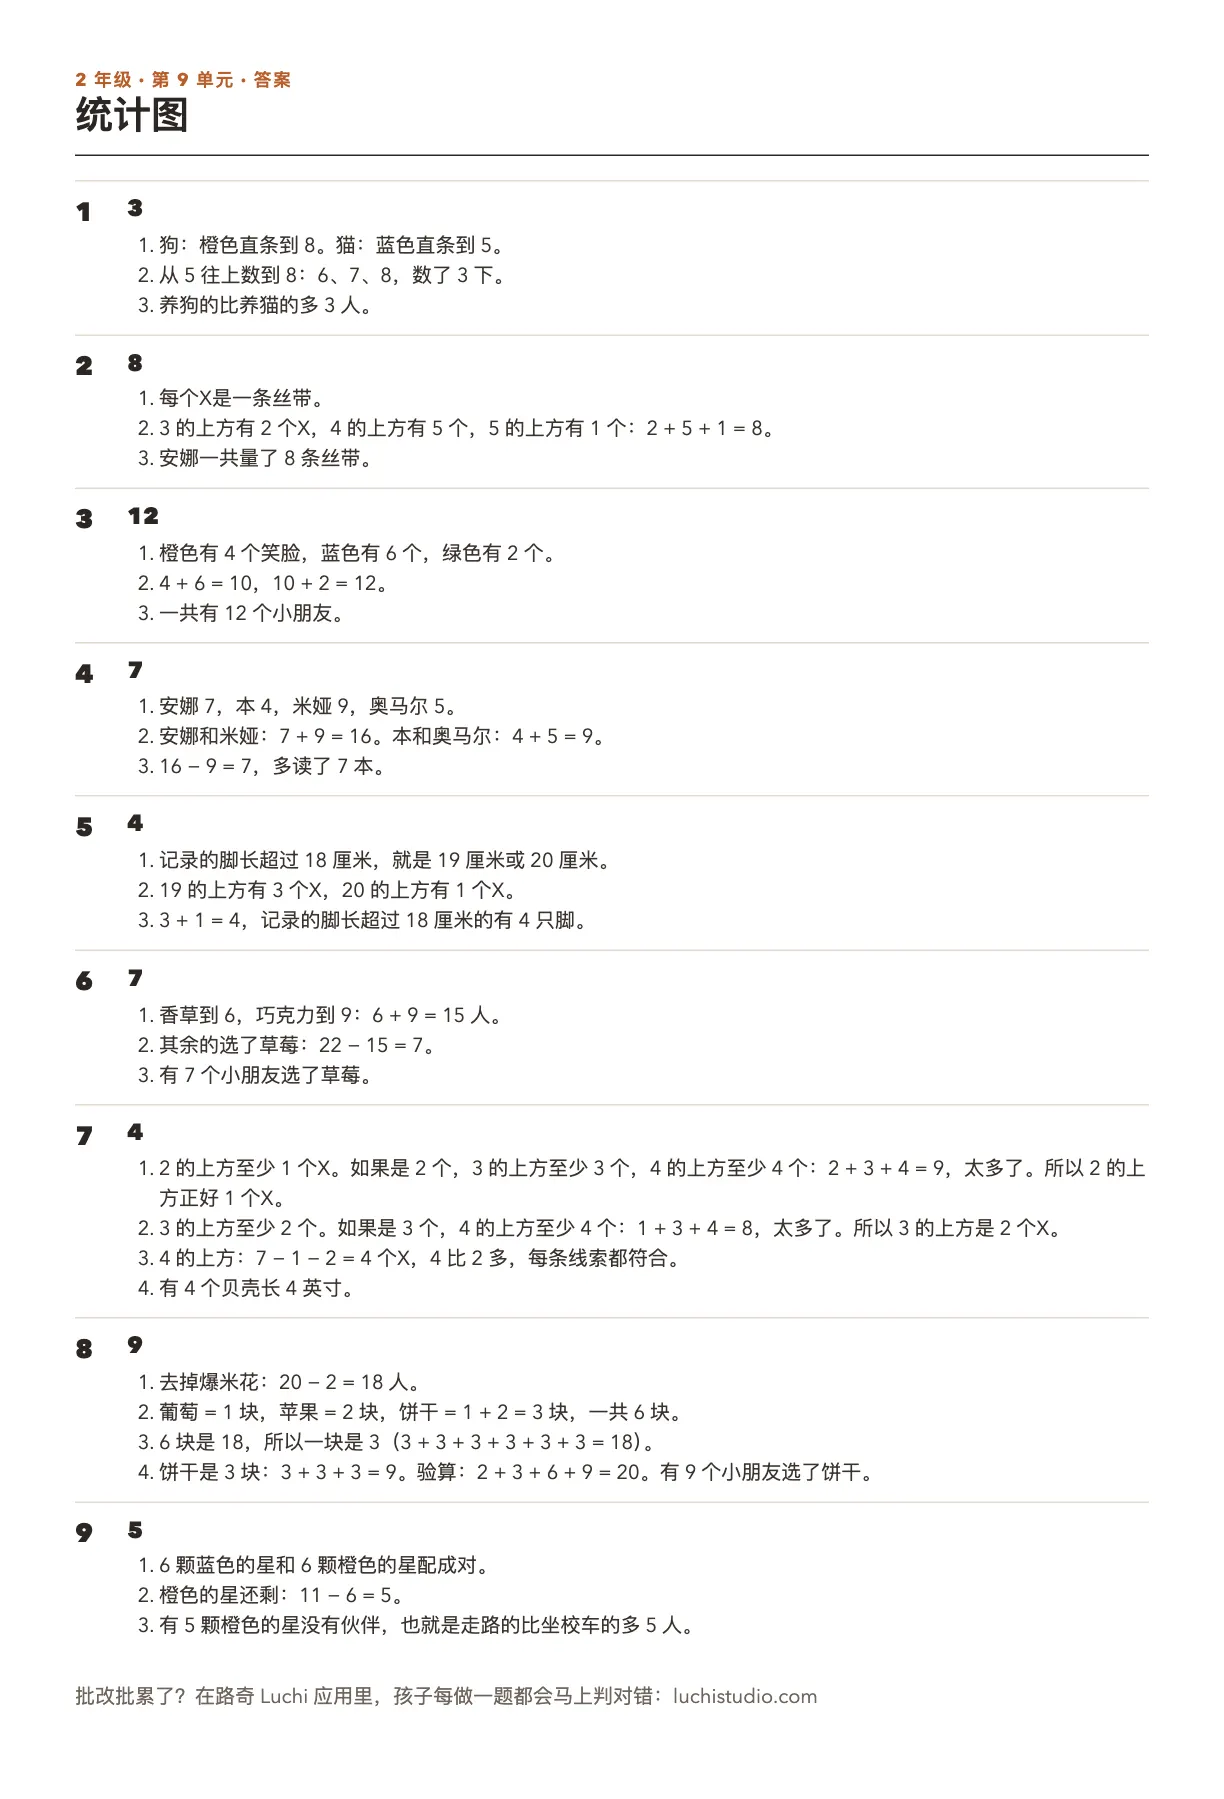 2 年级 · 第 9 单元 · 答案
统计图
1 3
1. 狗：橙色直条到 8。猫：蓝色直条到 5。
2. 从 5 往上数到 8：6、7、8，数了 3 下。
3. 养狗的比养猫的多 3 人。
2 8
1. 每个X是一条丝带。
2. 3 的上方有 2 个X，4 的上方有 5 个，5 的上方有 1 个：2 + 5 + 1 = 8。
3. 安娜一共量了 8 条丝带。
3 12
1. 橙色有 4 个笑脸，蓝色有 6 个，绿色有 2 个。
2. 4 + 6 = 10，10 + 2 = 12。
3. 一共有 12 个小朋友。
4 7
1. 安娜 7，本 4，米娅 9，奥马尔 5。
2. 安娜和米娅：7 + 9 = 16。本和奥马尔：4 + 5 = 9。
3. 16 − 9 = 7，多读了 7 本。
5 4
1. 记录的脚长超过 18 厘米，就是 19 厘米或 20 厘米。
2. 19 的上方有 3 个X，20 的上方有 1 个X。
3. 3 + 1 = 4，记录的脚长超过 18 厘米的有 4 只脚。
6 7
1. 香草到 6，巧克力到 9：6 + 9 = 15 人。
2. 其余的选了草莓：22 − 15 = 7。
3. 有 7 个小朋友选了草莓。
7 4
1. 2 的上方至少 1 个X。如果是 2 个，3 的上方至少 3 个，4 的上方至少 4 个：2 + 3 + 4 = 9，太多了。所以 2 的上
方正好 1 个X。
2. 3 的上方至少 2 个。如果是 3 个，4 的上方至少 4 个：1 + 3 + 4 = 8，太多了。所以 3 的上方是 2 个X。
3. 4 的上方：7 − 1 − 2 = 4 个X，4 比 2 多，每条线索都符合。
4. 有 4 个贝壳长 4 英寸。
8 9
1. 去掉爆米花：20 − 2 = 18 人。
2. 葡萄 = 1 块，苹果 = 2 块，饼干 = 1 + 2 = 3 块，一共 6 块。
3. 6 块是 18，所以一块是 3（3 + 3 + 3 + 3 + 3 + 3 = 18）。
4. 饼干是 3 块：3 + 3 + 3 = 9。验算：2 + 3 + 6 + 9 = 20。有 9 个小朋友选了饼干。
9 5
1. 6 颗蓝色的星和 6 颗橙色的星配成对。
2. 橙色的星还剩：11 − 6 = 5。
3. 有 5 颗橙色的星没有伙伴，也就是走路的比坐校车的多 5 人。
批改批累了？在路奇 Luchi 应用里，孩子每做一题都会马上判对错：luchistudio.com